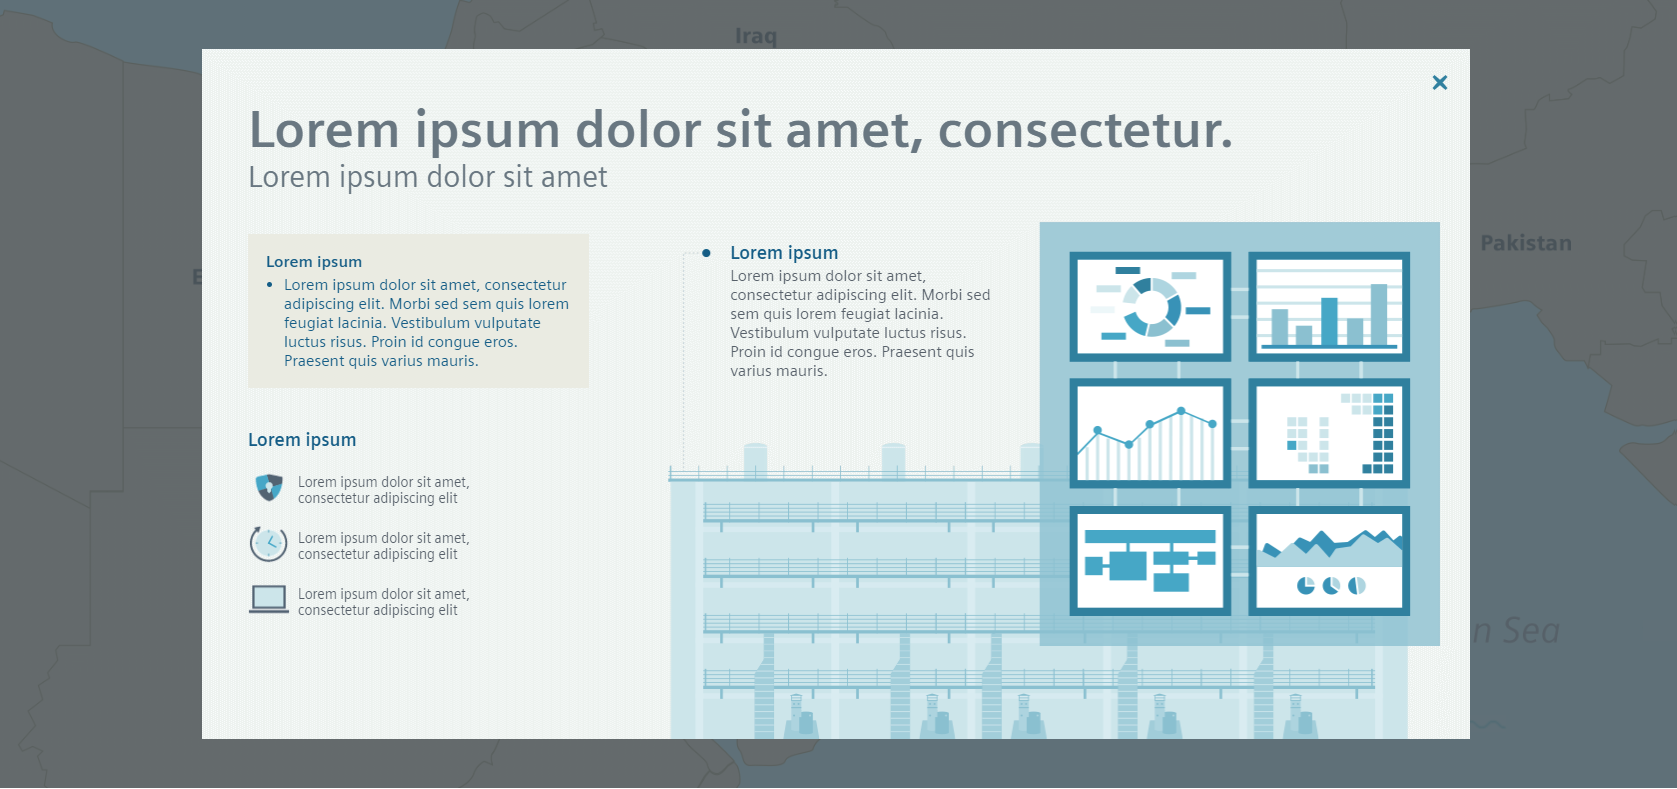 Iraq
Lorem ipsum dolor sit amet, consectetur.
Lorem ipsum dolor sit amet
Pakistan
E
Lorem ipsum
• Lorem ipsum dolor sit amet, consectetur
adipiscing elit. Morbi sed sem quis lorem
feugiat lacinia. Vestibulum vulputate
luctus risus. Proin id congue eros.
Praesent quis varius mauris.
Lorem ipsum
Lorem ipsum dolor sit amet,
consectetur adipiscing elit. Morbi sed
sem quis lorem feugiat lacinia.
Vestibulum vulputate luctus risus.
Proin id congue eros. Praesent quis
varius mauris.
Lorem ipsum
Lorem ipsum dolor sit amet,
consectetur adipiscing elit
Lorem ipsum dolor sit amet,
consectetur adipiscing elit
Lorem ipsum dolor sit amet,
consectetur adipiscing elit
n Sea